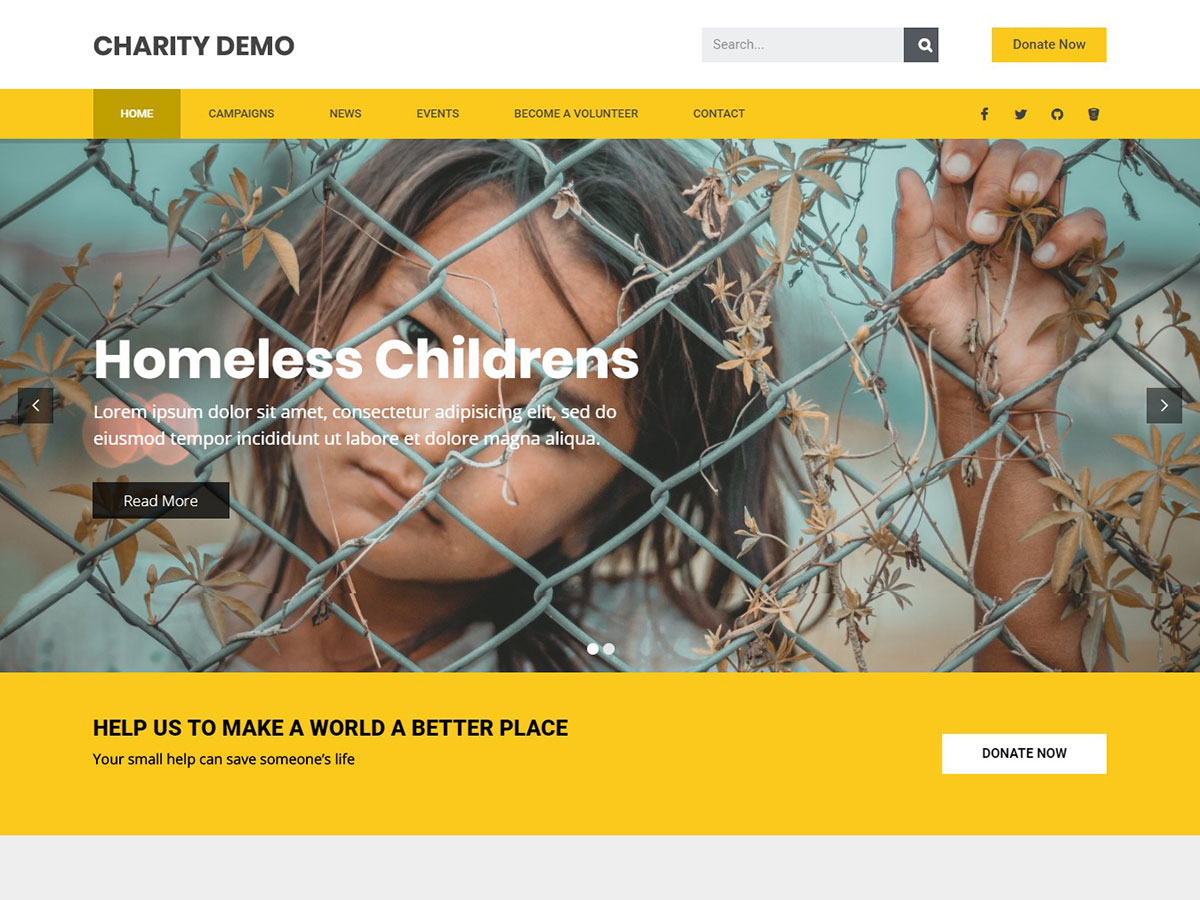 CHARITY DEMO
Search...
Donate Now
HOME
CAMPAIGNS
NEWS
EVENTS
BECOME A VOLUNTEER
CONTACT
Homeless Childrens
Lorem ipsum dolor sit amet, consectetur adipisicing elit, sed do
eiusmod tempor incididunt ut labore et dolore magna aliqua.
Read More
HELP US TO MAKE A WORLD A BETTER PLACE
Your small help can save someone's life
DONATE NOW